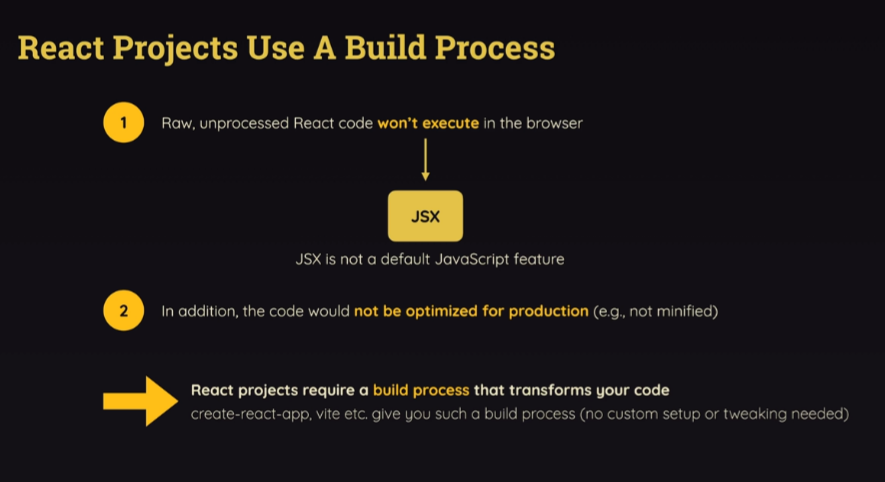 React Projects Use A Build Process
1
Raw, unprocessed React code won't execute in the browser
JSX
JSX is not a default JavaScript feature
2
In addition, the code would not be optimized for production (e.g., not minified)
React projects require a build process that transforms your code
create-react-app, vite etc. give you such a build process (no custom setup or tweaking needed)